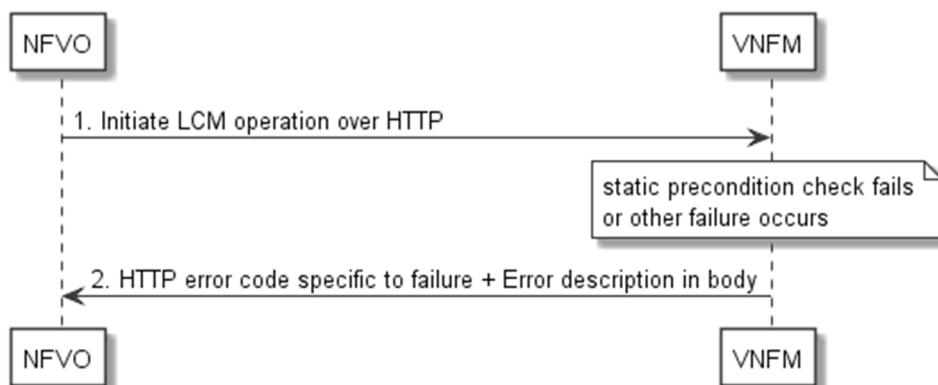 NFVO
VNFM
1. Initiate LCM operation over HTTP
static precondition check fails
or other failure occurs
2. HTTP error code specific to failure + Error description in body
NFVO
VNFM